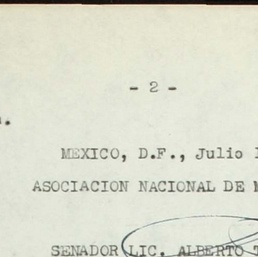 - 2 -
MEXICO, D.F., Julio
ASOCIACION NACIONAL DE
SENADOR LIC. ALBERTO